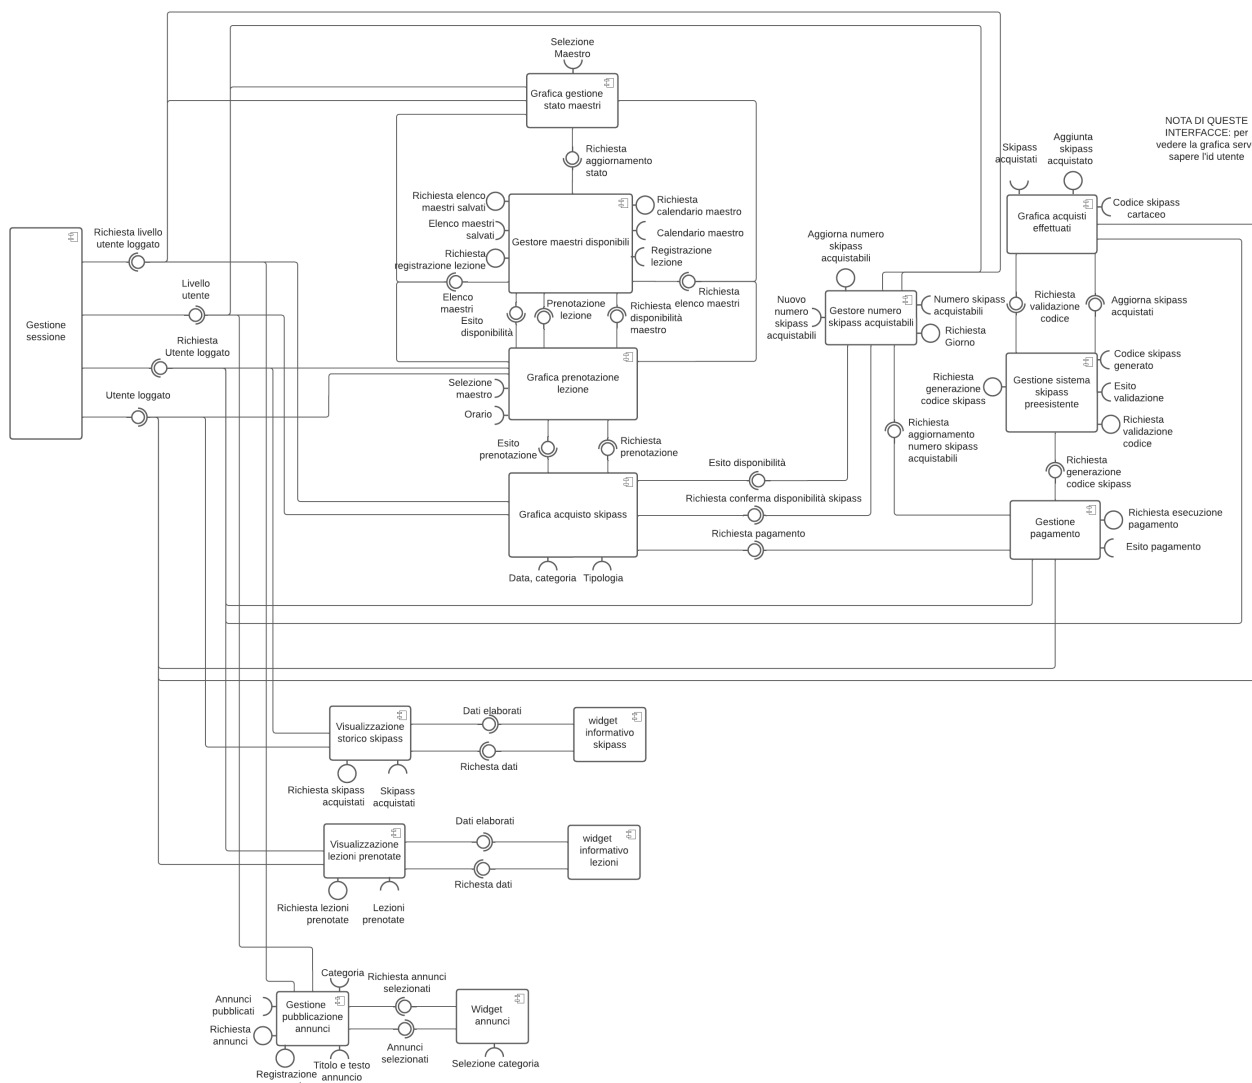 Selezione
Maestro
Grafica gestione
stato maestri
NOTA DI QUESTE
INTERFACCE: per
vedere la grafica serv
sapere l'id utente
Skipass
acquistati
Aggiunta
skipass
acquistato
Richiesta
aggiornamento
stato
Codice skipass
cartaceo
Grafica acquisti
effettuati
Richiesta elenco
maestri salvati
Elenco maestri
salvati
Richiesta
registrazione lezione
Gestore maestri disponibili
Richiesta
calendario maestro
Calendario maestro
Registrazione
lezione
Richiesta livello
utente loggato
Aggiorna numero
skipass
acquistabili
Livello
utente
Elenco
maestri
Richiesta
elenco maestri
Esito
disponibilità
Prenotazione
lezione
Richiesta
disponibilità
maestro
Nuovo
numero
skipass
acquistabili
Gestore numero
skipass acquistabili
Numero skipass
acquistabili
Richiesta
Giorno
Richiesta
validazione
codice
Aggiorna skipass
acquistati
Gestione
sessione
Richiesta
Utente loggato
Utente loggato
Grafica prenotazione
lezione
Selezione
maestro
Orario
Richiesta
generazione
codice skipass
Gestione sistema
skipass
preesistente
Codice skipass
generato
Esito
validazione
Richiesta
validazione
codice
Esito
prenotazione
Richiesta
prenotazione
Richiesta
aggiornamento
numero skipass
acquistabili
Esito disponibilità
Richiesta conferma disponibilità skipass
Richiesta pagamento
Richiesta
generazione
codice skipass
Grafica acquisto skipass
Gestione
pagamento
Richiesta esecuzione
pagamento
Esito pagamento
Data, categoria
Tipologia
Visualizzazione
storico skipass
Dati elaborati
Richesta dati
widget
informativo
skipass
Richiesta skipass
acquistati
Skipass
acquistati
Visualizzazione
lezioni prenotate
Dati elaborati
Richesta dati
widget
informativo
lezioni
Richiesta lezioni
prenotate
Lezioni
prenotate
Categoria
Richiesta annunci
selezionati
Annunci
pubblicati
Richiesta
annunci
Gestione
pubblicazione
annunci
Widget
annunci
Annunci
selezionati
Registrazione
Titolo e testo
annuncio
Selezione categoria